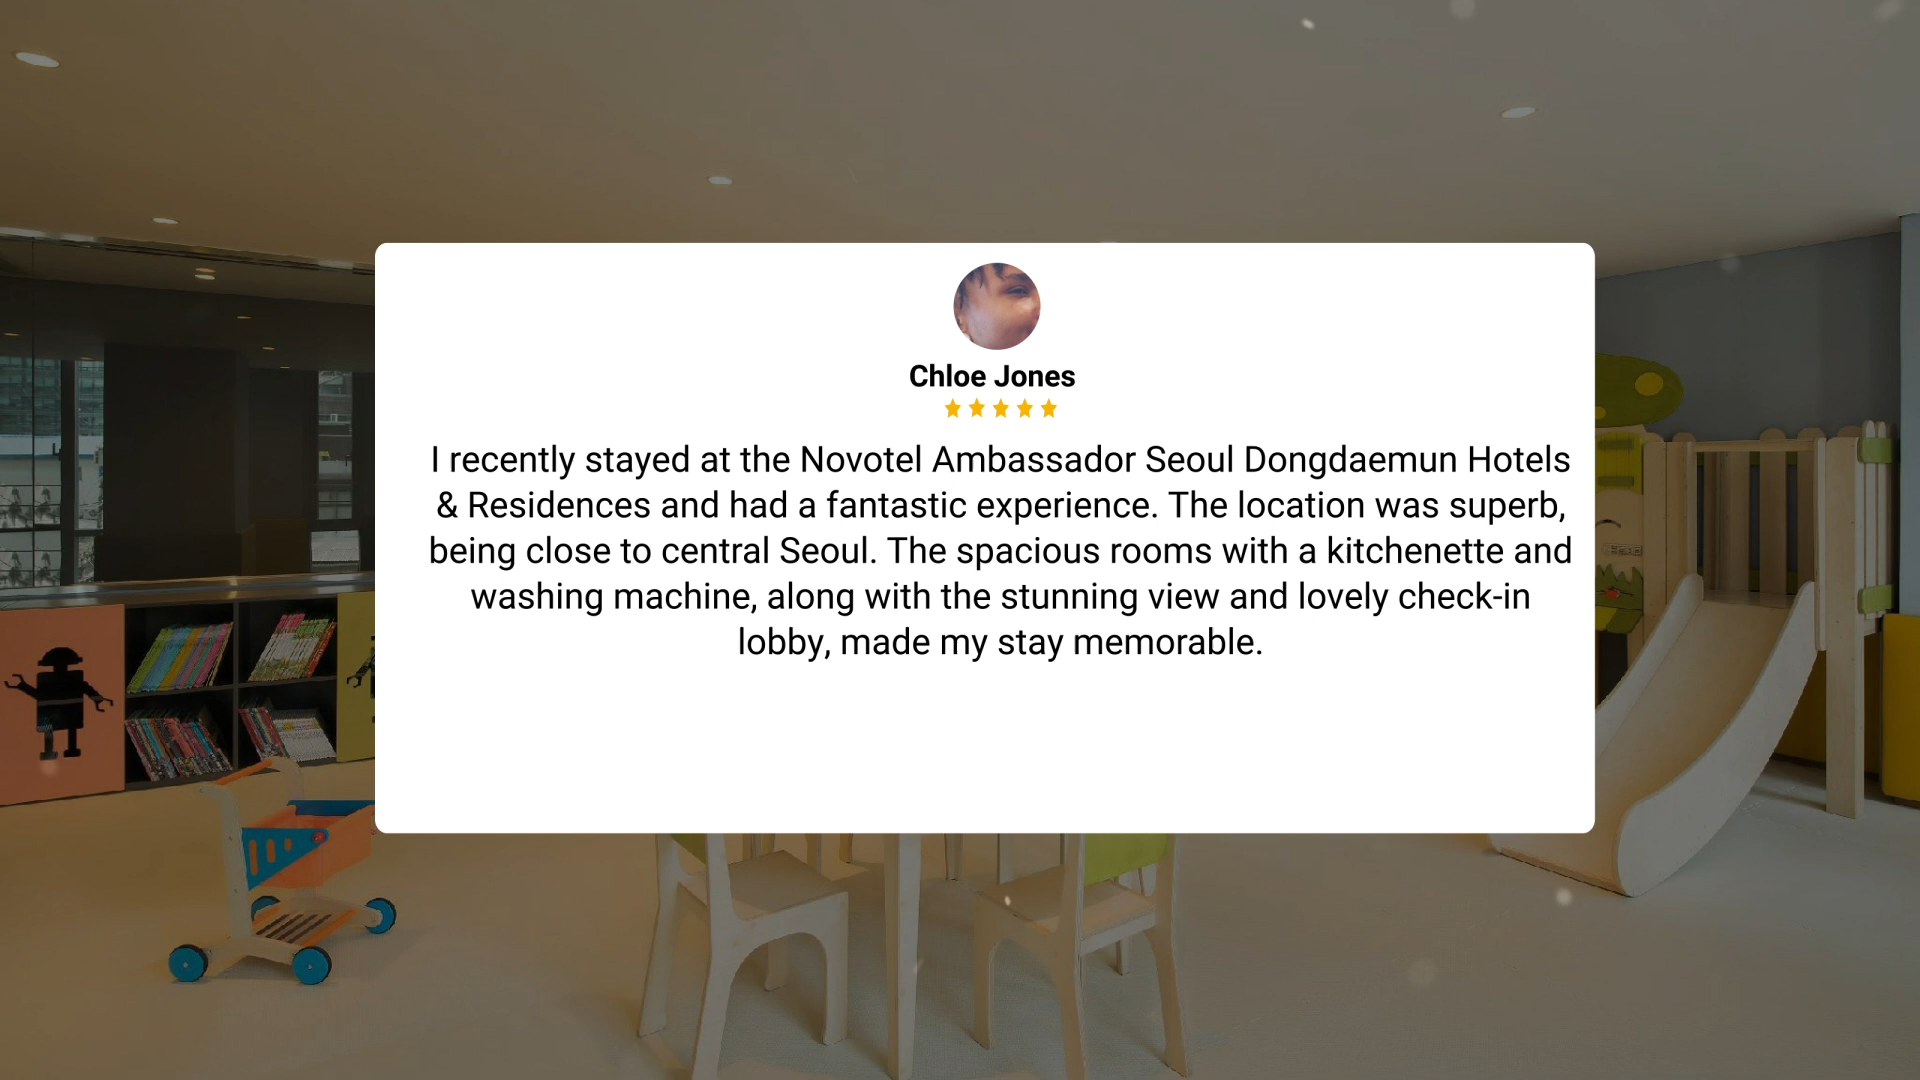 Chloe Jones
I recently stayed at the Novotel Ambassador Seoul Dongdaemun Hotels
& Residences and had a fantastic experience. The location was superb,
being close to central Seoul. The spacious rooms with a kitchenette and
washing machine, along with the stunning view and lovely check-in
lobby, made my stay memorable.